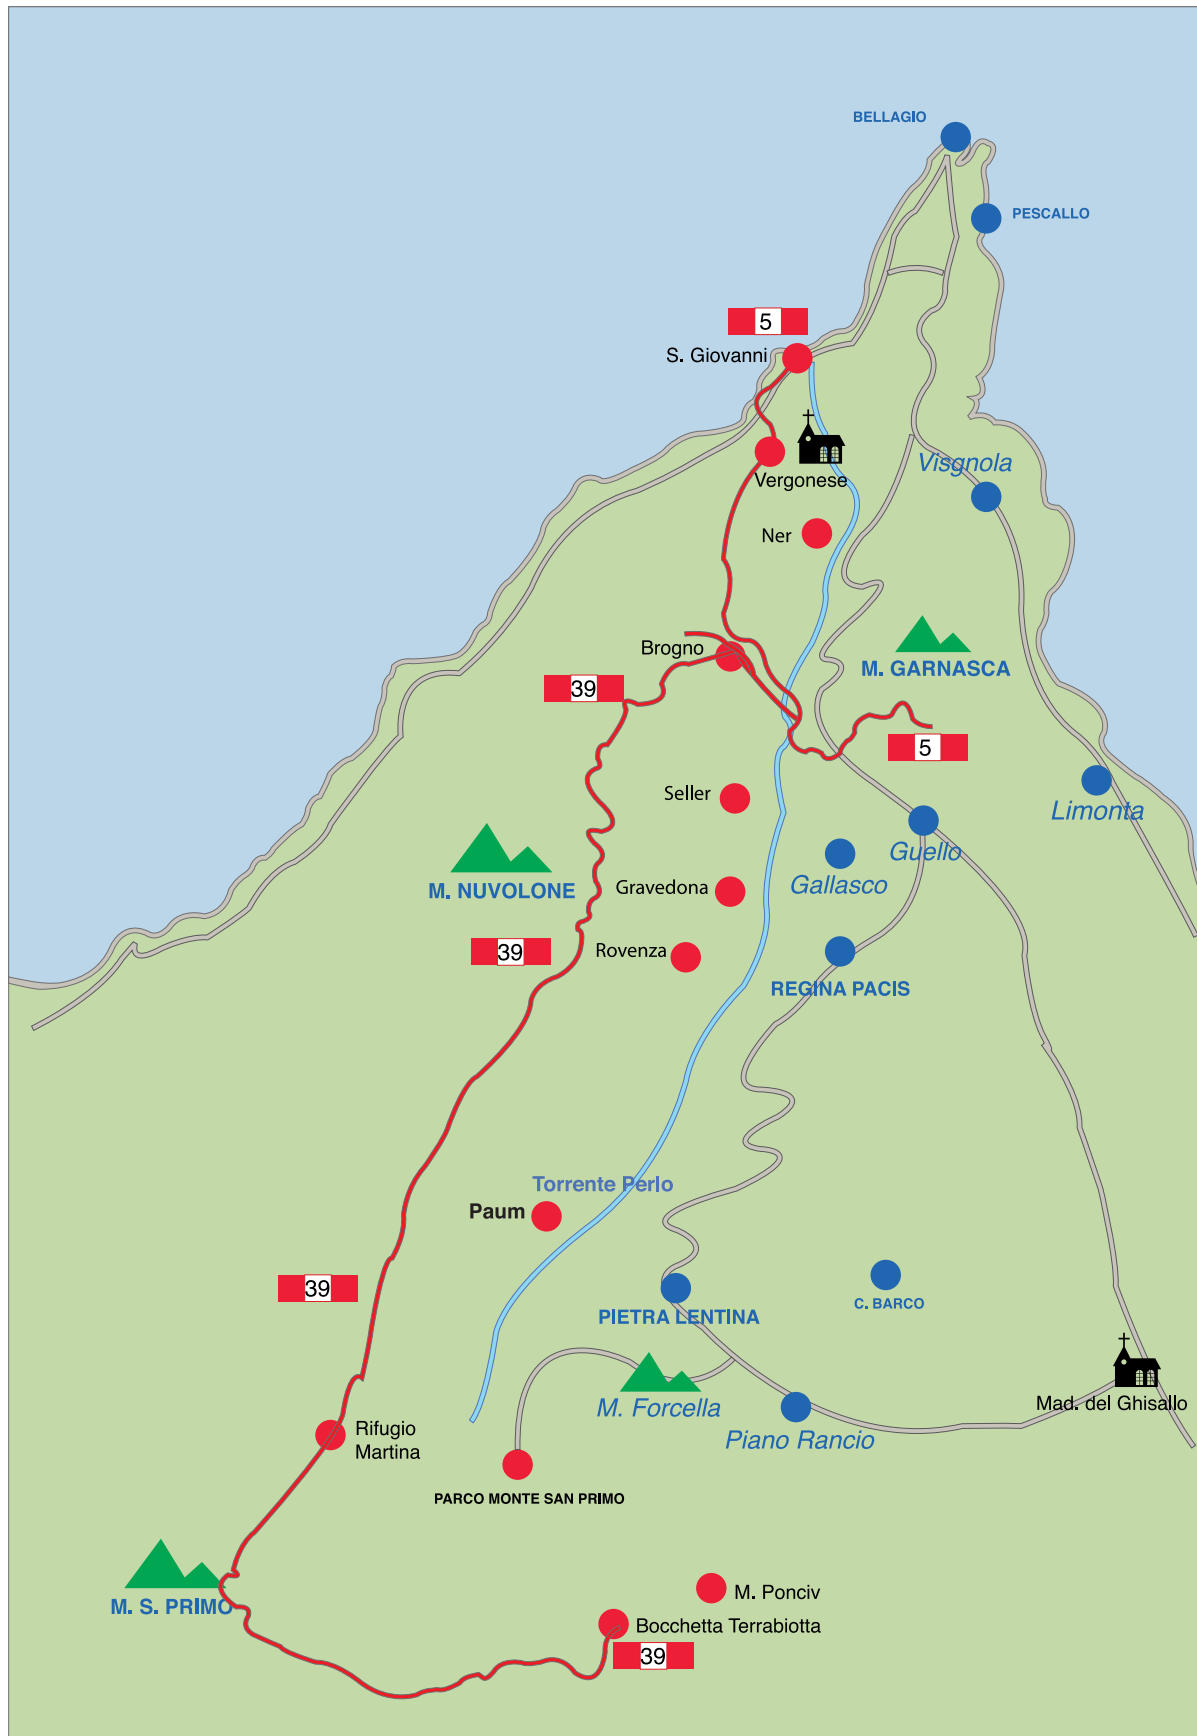 BELLAGIO
PESCALLO
5
S. Giovanni
Vergonese
Visgnola
Ner
Brogno
M. GARNASCA
39
5
Seller
Limonta
Guello
Gallasco
M. NUVOLONE
Gravedona
39
Rovenza
REGINA PACIS
Torrente Perlo
Paum
39
C. BARCO
PIETRA LENTINA
Mad. del Ghisallo
M. Forcella
Piano Rancio
Rifugio
Martina
PARCO MONTE SAN PRIMO
M. Ponciv
M. S. PRIMO
Bocchetta Terrabiotta
39